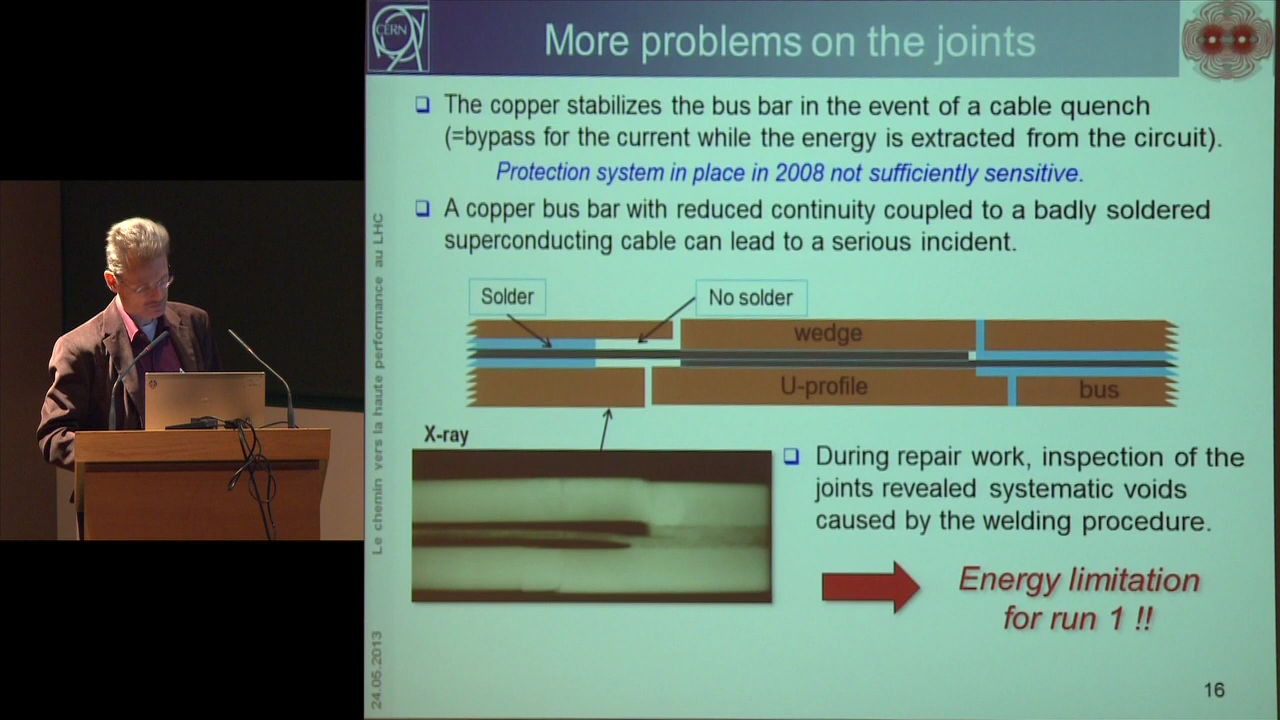 CERN
More problems on the joints
The copper stabilizes the bus bar in the event of a cable quench
(=bypass for the current while the energy is extracted from the circuit).
Protection system in place in 2008 not sufficiently sensitive.
A copper bus bar with reduced continuity coupled to a badly soldered
superconducting cable can lead to a serious incident.
Solder
No solder
wedge
U-profile
bus
X-ray
During repair work, inspection of the
joints revealed systematic voids
caused by the welding procedure.
Energy limitation
for run 1 !!
Le chemin vers la haute performance au LHC
24.05.2013
16